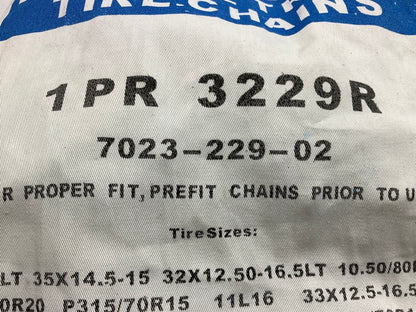 TIRE CHAINS
1PR 3229R
7023-229-02
R PROPER FIT, PREFIT CHAINS PRIOR TO U
Tire Sizes:
LT 35X14.5-15 32X12.50-16.5LT 10.50/80
0R20 P315/70R15 11L16 33X12.5-16.5